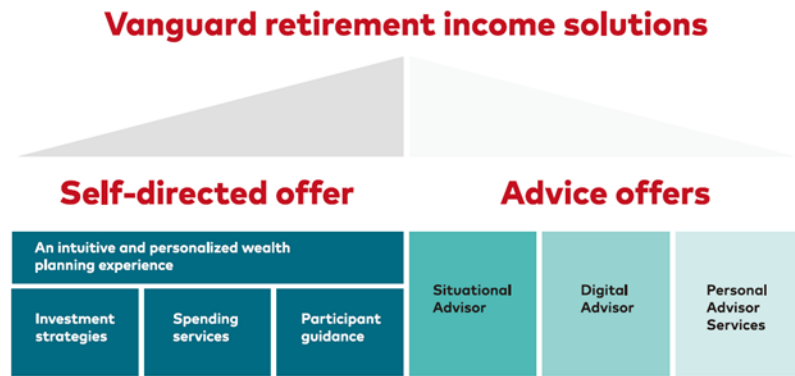 Vanguard retirement income solutions
Self-directed offer
Advice offers
An intuitive and personalized wealth
planning experience
Investment
strategies
Spending
services
Participant
guidance
Situational
Advisor
Digital
Advisor
Personal
Advisor
Services